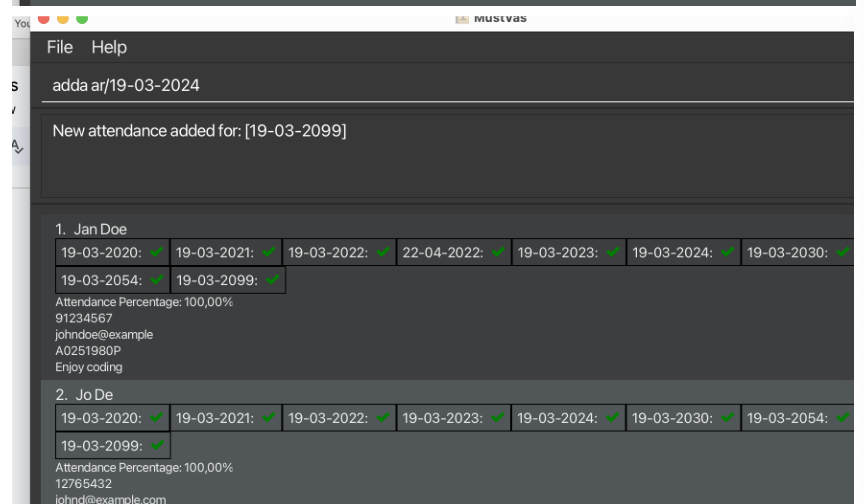 You
MustVas
File Help
S
adda ar/19-03-2024
New attendance added for: [19-03-2099]
1. Jan Doe
19-03-2020: 19-03-2021: 19-03-2022: 22-04-2022: 19-03-2023: 19-03-2024: 19-03-2030:
19-03-2054: 19-03-2099:
Attendance Percentage: 100,00%
91234567
johndoe@example
A0251980P
Enjoy coding
2. Jo De
19-03-2020: 19-03-2021: 19-03-2022: 19-03-2023: 19-03-2024: 19-03-2030: 19-03-2054:
19-03-2099:
Attendance Percentage: 100,00%
12765432
johnd@example.com